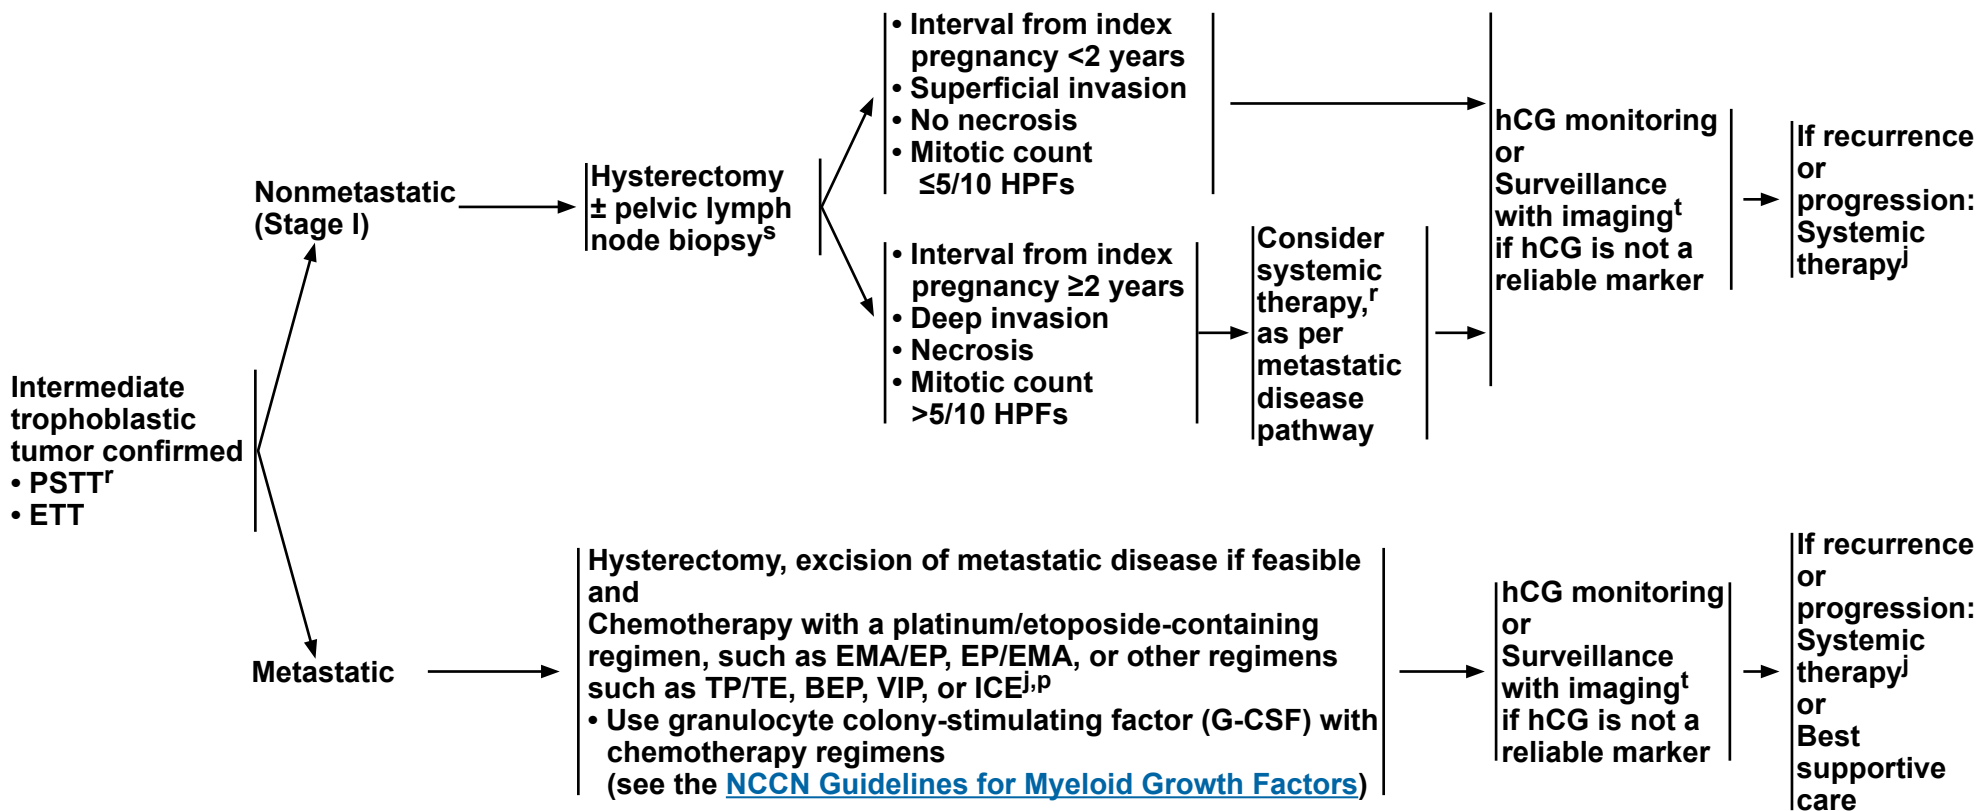 Intermediate
trophoblastic
tumor confirmed
• PSTTʳ
• ETT
Nonmetastatic
(Stage I)
Hysterectomy
± pelvic lymph
node biopsyˢ
• Interval from index
pregnancy <2 years
• Superficial invasion
• No necrosis
• Mitotic count
≤5/10 HPFs
• Interval from index
pregnancy ≥2 years
• Deep invasion
• Necrosis
• Mitotic count
>5/10 HPFs
Consider
systemic
therapy,ʳ
as per
metastatic
disease
pathway
hCG monitoring
or
Surveillance
with imagingᵗ
if hCG is not a
reliable marker
If recurrence
or
progression:
Systemic
therapyʲ
Metastatic
Hysterectomy, excision of metastatic disease if feasible
and
Chemotherapy with a platinum/etoposide-containing
regimen, such as EMA/EP, EP/EMA, or other regimens
such as TP/TE, BEP, VIP, or ICEʲ,ᵖ
• Use granulocyte colony-stimulating factor (G-CSF) with
chemotherapy regimens
(see the NCCN Guidelines for Myeloid Growth Factors)
hCG monitoring
or
Surveillance
with imagingᵗ
if hCG is not a
reliable marker
If recurrence
or
progression:
Systemic
therapyʲ
or
Best
supportive
care